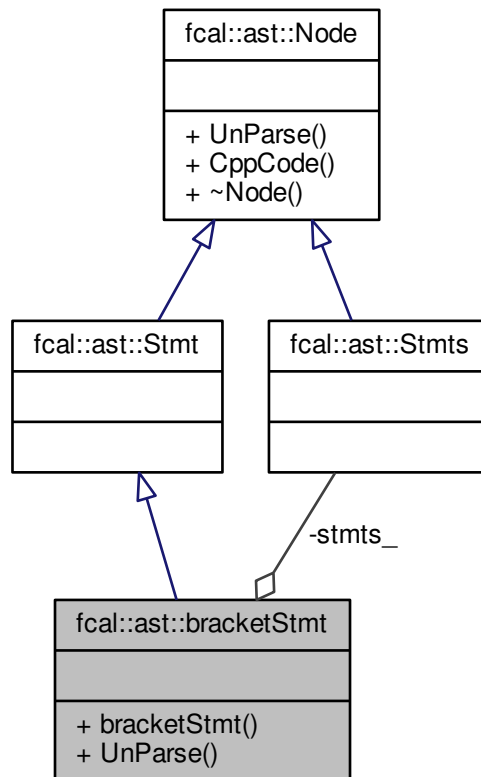 fcal::ast::Node
+ UnParse()
+ CppCode()
+ ~Node()
fcal::ast::Stmt
fcal::ast::Stmts
-stmts_
fcal::ast::bracketStmt
+ bracketStmt()
+ UnParse()